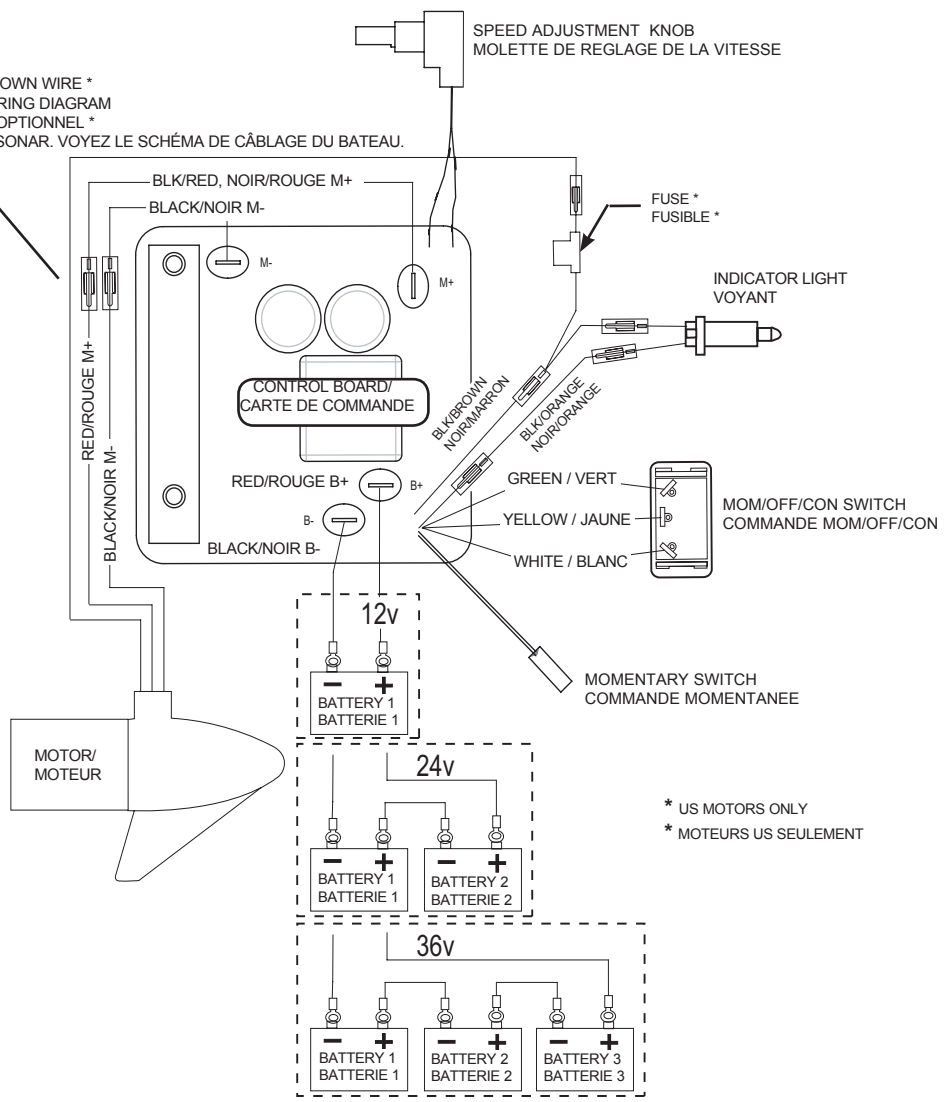 SPEED ADJUSTMENT KNOB
MOLETTE DE REGLAGE DE LA VITESSE
WIRE *
RING DIAGRAM
OPTIONNEL *
SONAR. VOYEZ LE SCHÉMA DE CÂBLAGE DU BATEAU.
BLK/RED, NOIR/ROUGE M+
BLACK/NOIR M-
FUSE *
FUSIBLE *
M-
M+
INDICATOR LIGHT
VOYANT
RED/ROUGE M+
BLACK/NOIR M-
CONTROL BOARD/
CARTE DE COMMANDE
BLK/BROWN
NOIR/MARRON
BLK/ORANGE
NOIR/ORANGE
RED/ROUGE B+
B+
B-
BLACK/NOIR B-
GREEN / VERT
YELLOW / JAUNE
WHITE / BLANC
MOM/OFF/CON SWITCH
COMMANDE MOM/OFF/CON
MOMENTARY SWITCH
COMMANDE MOMENTANEE
12v
- +
BATTERY 1
BATTERIE 1
MOTOR/
MOTEUR
24v
- +
BATTERY 1
BATTERIE 1
- +
BATTERY 2
BATTERIE 2
* US MOTORS ONLY
* MOTEURS US SEULEMENT
36v
- +
BATTERY 1
BATTERIE 1
- +
BATTERY 2
BATTERIE 2
- +
BATTERY 3
BATTERIE 3